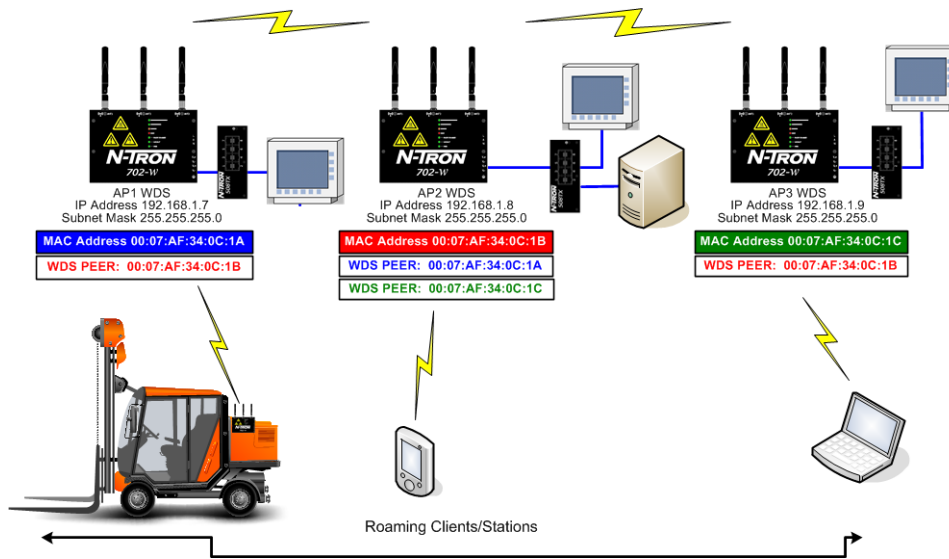 N-TRON
702-W
508TX
AP1 WDS
IP Address 192.168.1.7
Subnet Mask 255.255.255.0
MAC Address 00:07:AF:34:0C:1A
WDS PEER: 00:07:AF:34:0C:1B
N-TRON
702-W
508TX
AP2 WDS
IP Address 192.168.1.8
Subnet Mask 255.255.255.0
MAC Address 00:07:AF:34:0C:1B
WDS PEER: 00:07:AF:34:0C:1A
WDS PEER: 00:07:AF:34:0C:1C
N-TRON
702-W
508TX
AP3 WDS
IP Address 192.168.1.9
Subnet Mask 255.255.255.0
MAC Address 00:07:AF:34:0C:1C
WDS PEER: 00:07:AF:34:0C:1B
N-TRON
Roaming Clients/Stations